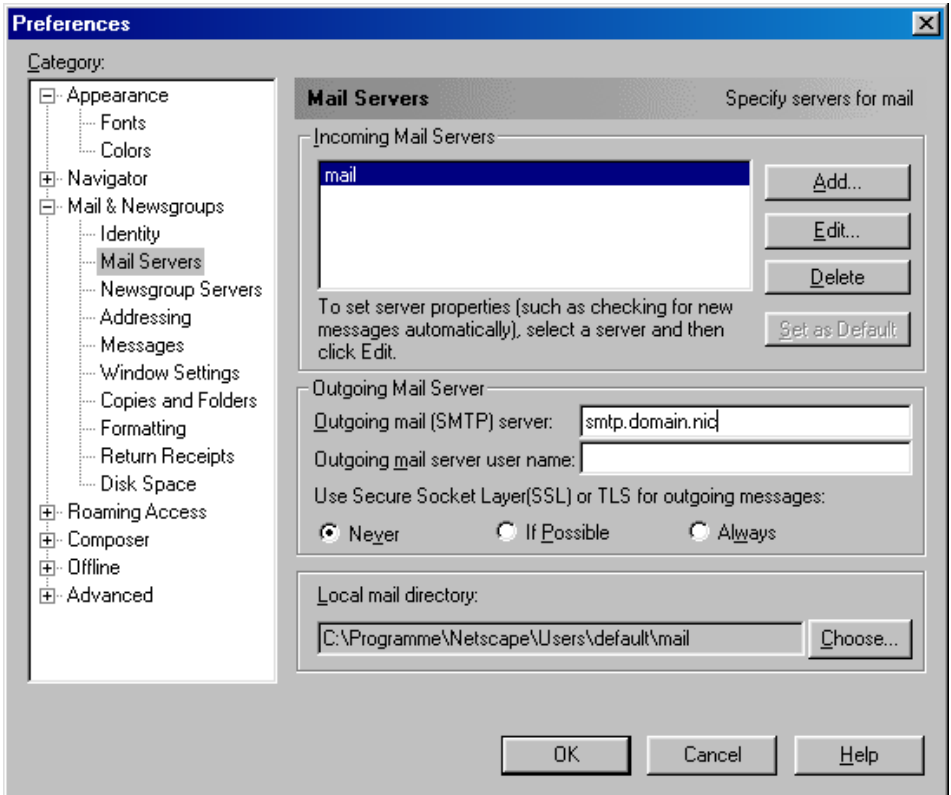 Preferences
Category:
Appearance
Fonts
Colors
Navigator
Mail & Newsgroups
Identity
Mail Servers
Newsgroup Servers
Addressing
Messages
Window Settings
Copies and Folders
Formatting
Return Receipts
Disk Space
Roaming Access
Composer
Offline
Advanced
Mail Servers Specify servers for mail
Incoming Mail Servers
mail
Add...
Edit...
Delete
Set as Default
To set server properties (such as checking for new
messages automatically), select a server and then
click Edit.
Outgoing Mail Server
Outgoing mail (SMTP) server: smtp.domain.nic
Outgoing mail server user name:
Use Secure Socket Layer(SSL) or TLS for outgoing messages:
Never If Possible Always
Local mail directory:
C:\Programme\Netscape\Users\default\mail Choose...
OK Cancel Help